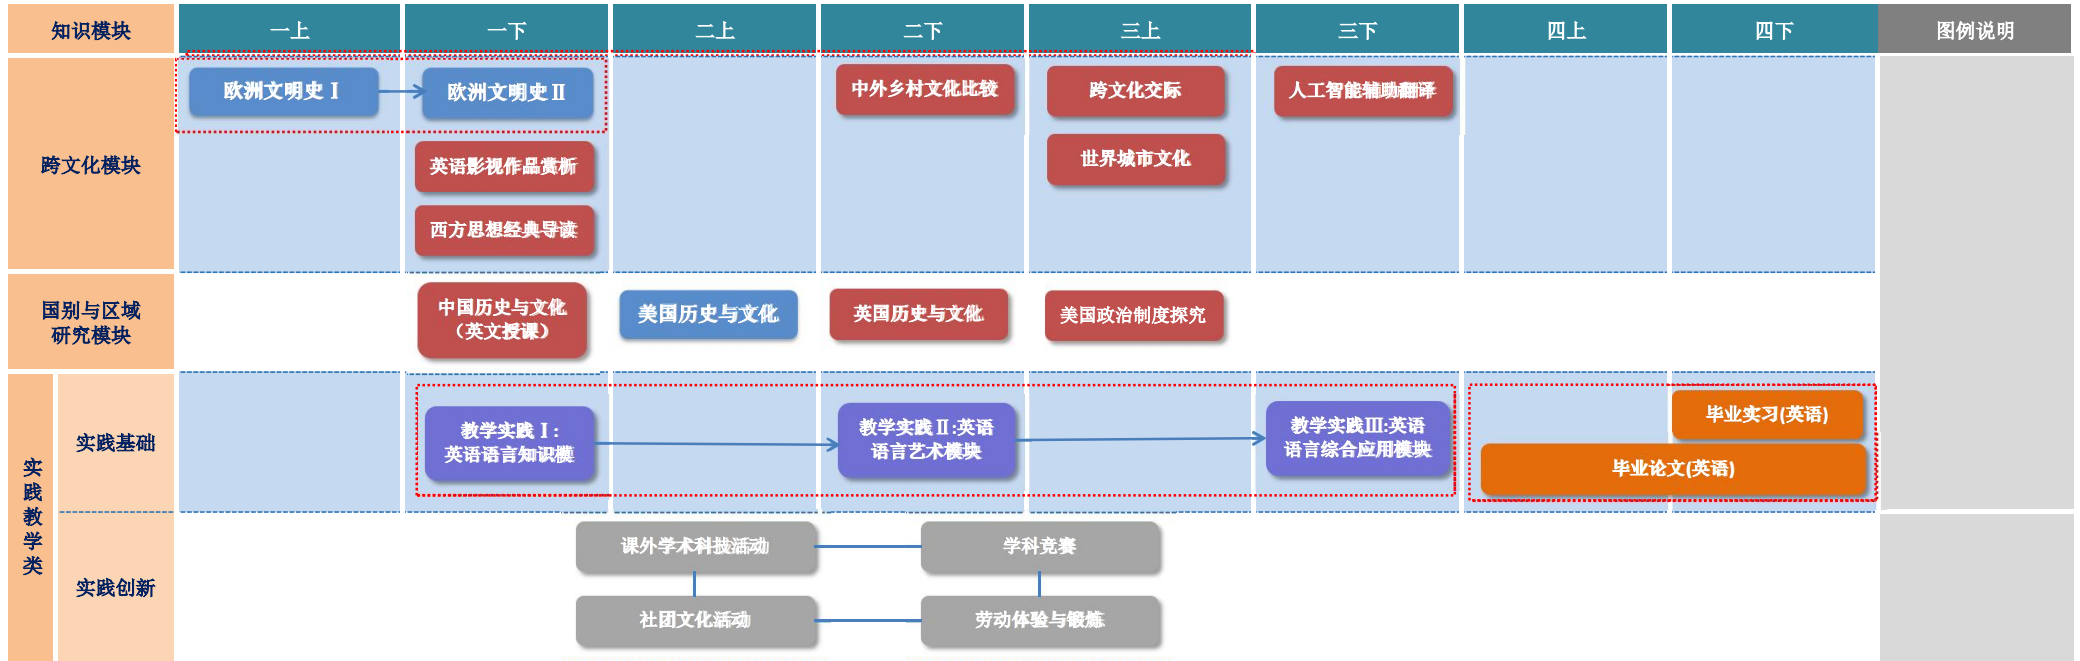 知识模块 一上 一下 二上 二下 三上 三下 四上 四下 图例说明
跨文化模块
欧洲文明史Ⅰ
欧洲文明史Ⅱ
英语影视作品赏析
西方思想经典导读
中外乡村文化比较
跨文化交际
世界城市文化
人工智能辅助翻译
国别与区域
研究模块
中国历史与文化
（英文授课）
美国历史与文化
英国历史与文化
美国政治制度探究
实践教学类
实践基础
教学实践Ⅰ:
英语语言知识模
教学实践Ⅱ:英语
语言艺术模块
教学实践Ⅲ:英语
语言综合应用模块
毕业实习(英语)
毕业论文(英语)
实践创新
课外学术科技活动
学科竞赛
社团文化活动
劳动体验与锻炼